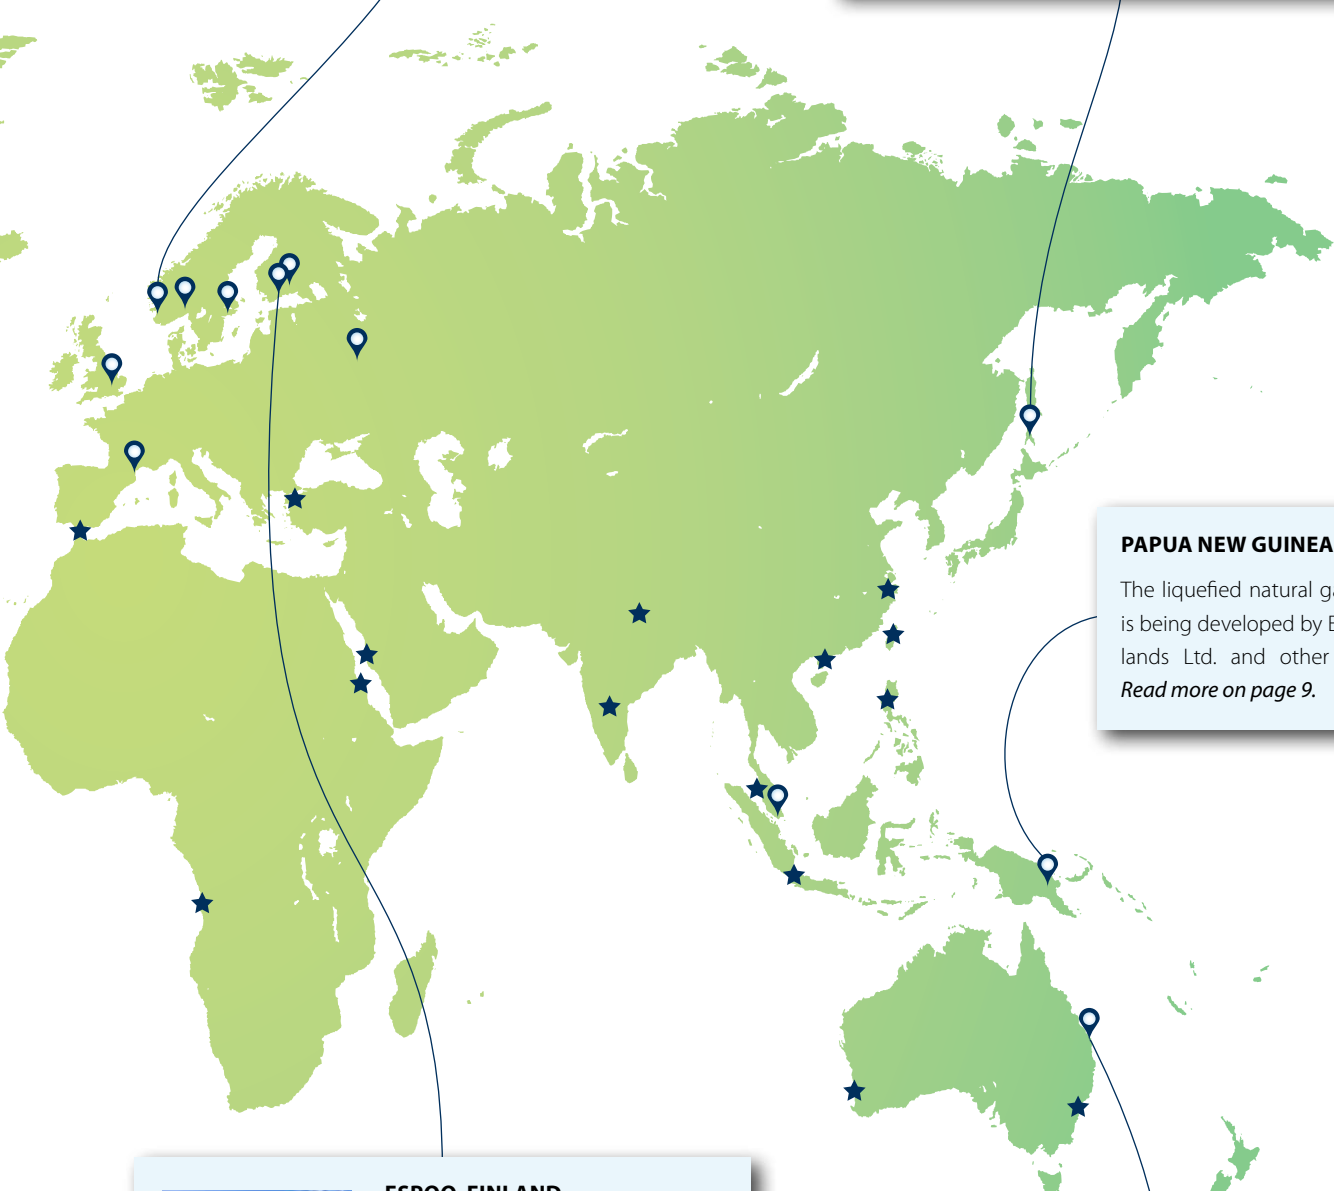 PAPUA NEW GUINEA
The liquefied natural
is being developed by
lands Ltd. and other
Read more on page 9.
ESPOO, FINLAND